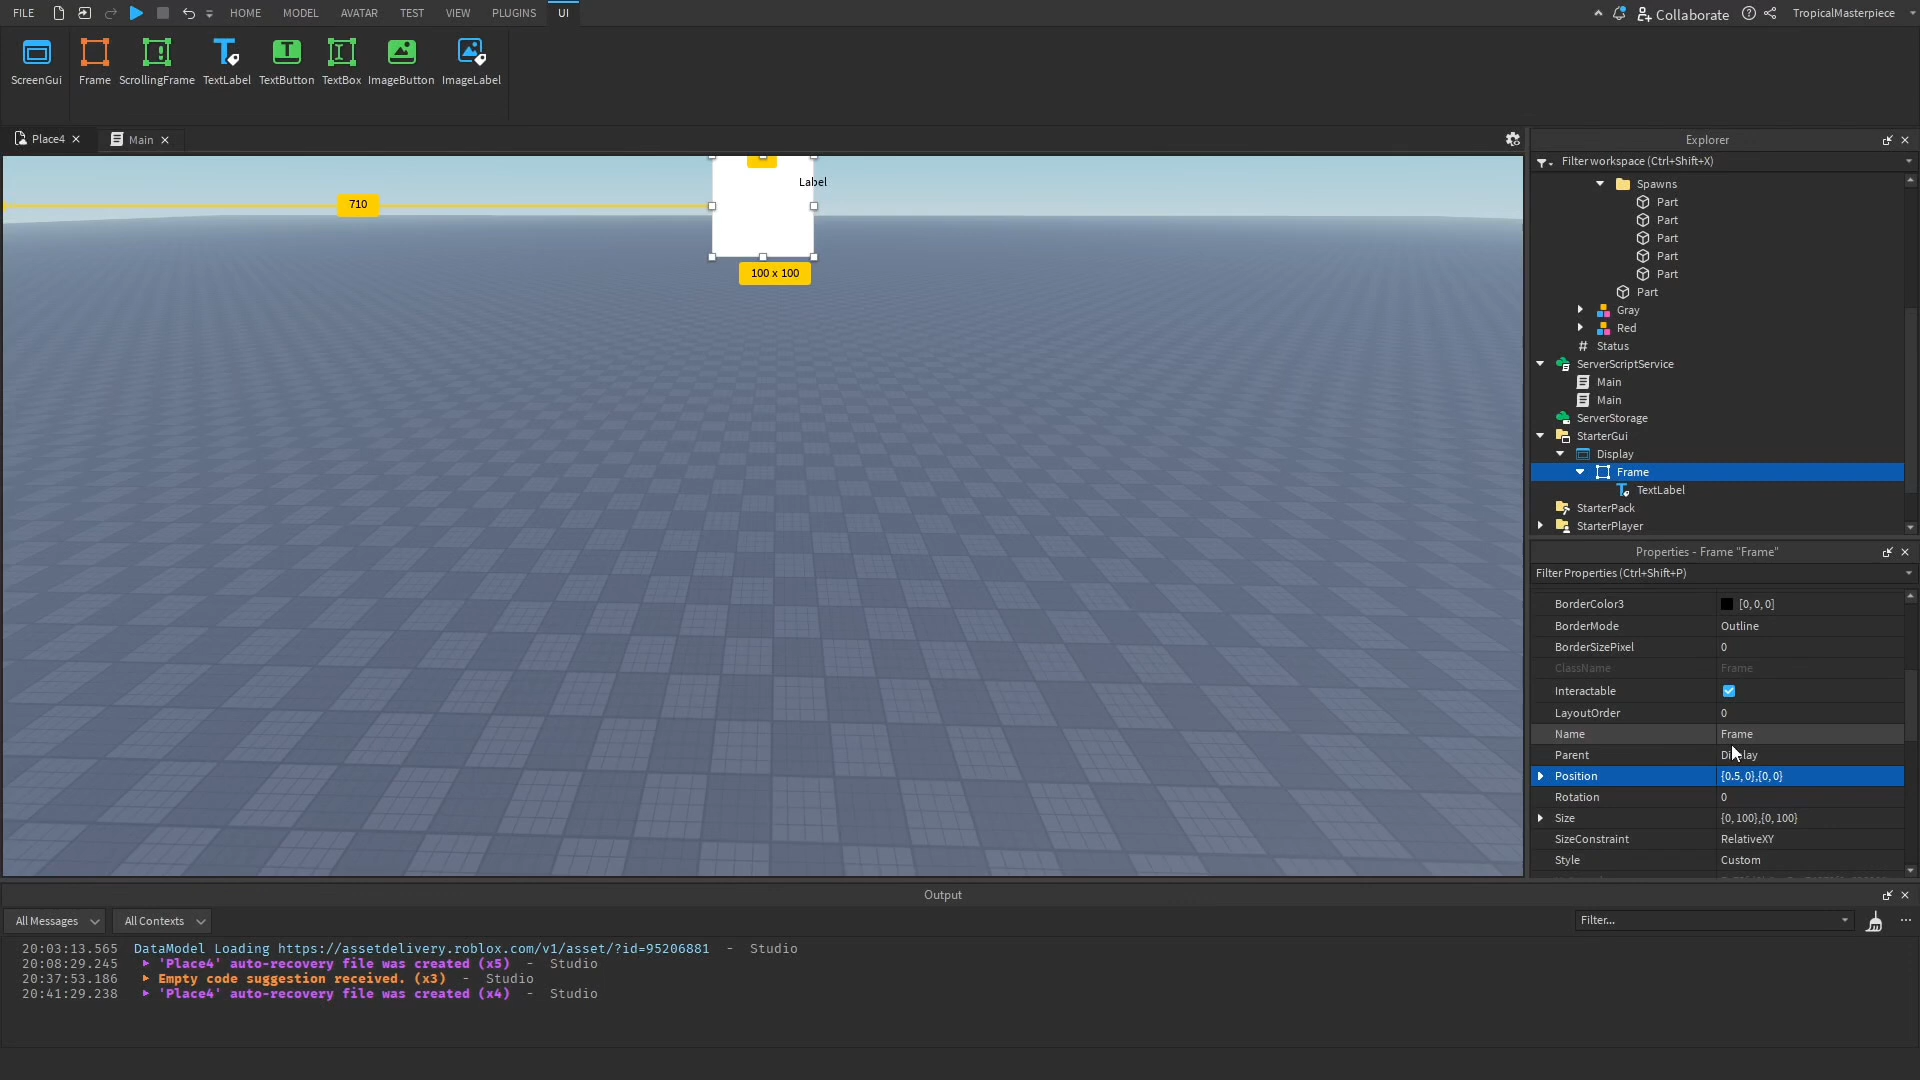 FILE HOME MODEL AVATAR TEST VIEW PLUGINS UI Collaborate TropicalMasterpiece
ScreenGui Frame ScrollingFrame TextLabel TextButton TextBox ImageButton ImageLabel
Place4 Main
Label
710
100 x 100
Explorer
Filter workspace (Ctrl+Shift+X)
Spawns
Part
Part
Part
Part
Part
Part
Gray
Red
Status
ServerScriptService
Main
Main
ServerStorage
StarterGui
Display
Frame
TextLabel
StarterPack
StarterPlayer
Properties - Frame "Frame"
Filter Properties (Ctrl+Shift+P)
BorderColor3 [0, 0, 0]
BorderMode Outline
BorderSizePixel 0
ClassName Frame
Interactable
LayoutOrder 0
Name Frame
Parent Display
Position {0.5, 0},{0, 0}
Rotation 0
Size {0, 100},{0, 100}
SizeConstraint RelativeXY
Style Custom
Output
All Messages All Contexts Filter...
20:03:13.565 DataModel Loading https://assetdelivery.roblox.com/v1/asset/?id=95206881 - Studio
20:08:29.245 'Place4' auto-recovery file was created (x5) - Studio
20:37:53.186 Empty code suggestion received. (x3) - Studio
20:41:29.238 'Place4' auto-recovery file was created (x4) - Studio